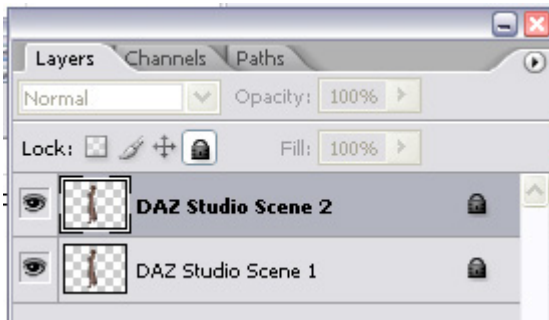 Layers Channels Paths
Normal Opacity: 100%
Lock: Fill: 100%
DAZ Studio Scene 2
DAZ Studio Scene 1